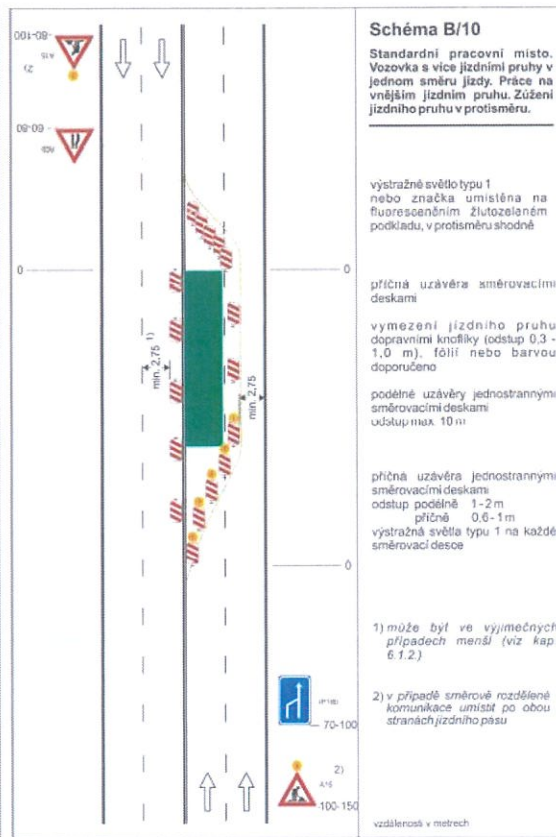 Schéma B/10
Standardní pracovní místo.
Vozovka s více jízdními pruhy v
jednom směru jízdy. Práce na
vnějším jízdním pruhu. Zúžení
jízdního pruhu v protisměru.
výstražné světlo typu 1
nebo značka umístěna na
fluoresceněním žlutozeleném
podkladu, v protisměru shodně
příčná uzávěra směrovacími
deskami
vymezení jízdního pruhu
dopravními knoflíky (odstup 0,3 -
1,0 m), fólií nebo barvou
doporučeno
podélné uzávěry jednostrannými
směrovacími deskami
odstup max. 10 m
příčná uzávěra jednostrannými
směrovacími deskami
odstup podélně 1-2m
příčně 0,6-1m
výstražná světla typu 1 na každé
směrovací desce
1) může být ve výjimečných
případech menší (viz kap.
6.1.2.)
2) v případě směrově rozdělené
komunikace umístit po obou
stranách jízdního pásu
vzdálenosti v metrech
80-100
A15
2)
60-80
0
0
min. 2,75 1)
min. 2,75
0
70-100
2)
A15
100-150